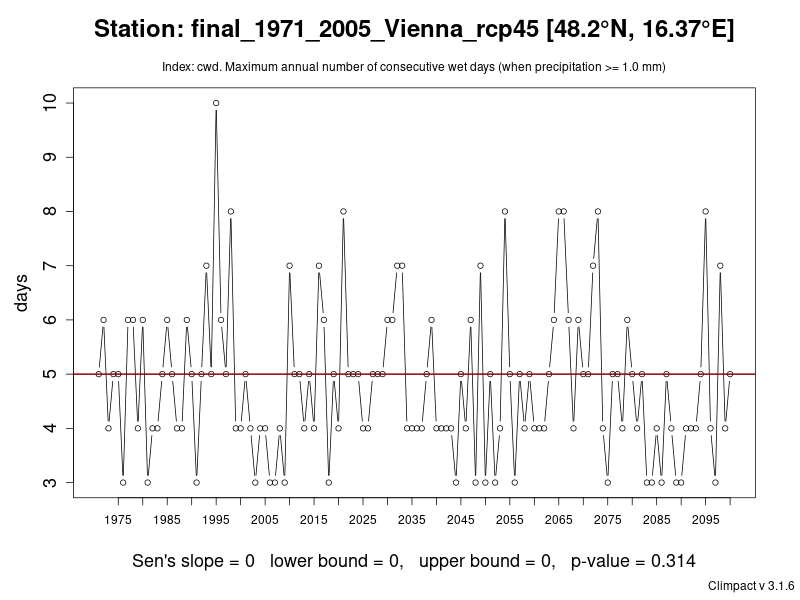 Station: final_1971_2005_Vienna_rcp45 [48.2°N, 16.37°E]
Index: cwd. Maximum annual number of consecutive wet days (when precipitation >= 1.0 mm)
10
9
8
7
6
5
4
3
days
1975 1985 1995 2005 2015 2025 2035 2045 2055 2065 2075 2085 2095
Sen's slope = 0 lower bound = 0, upper bound = 0, p-value = 0.314
Climpact v 3.1.6